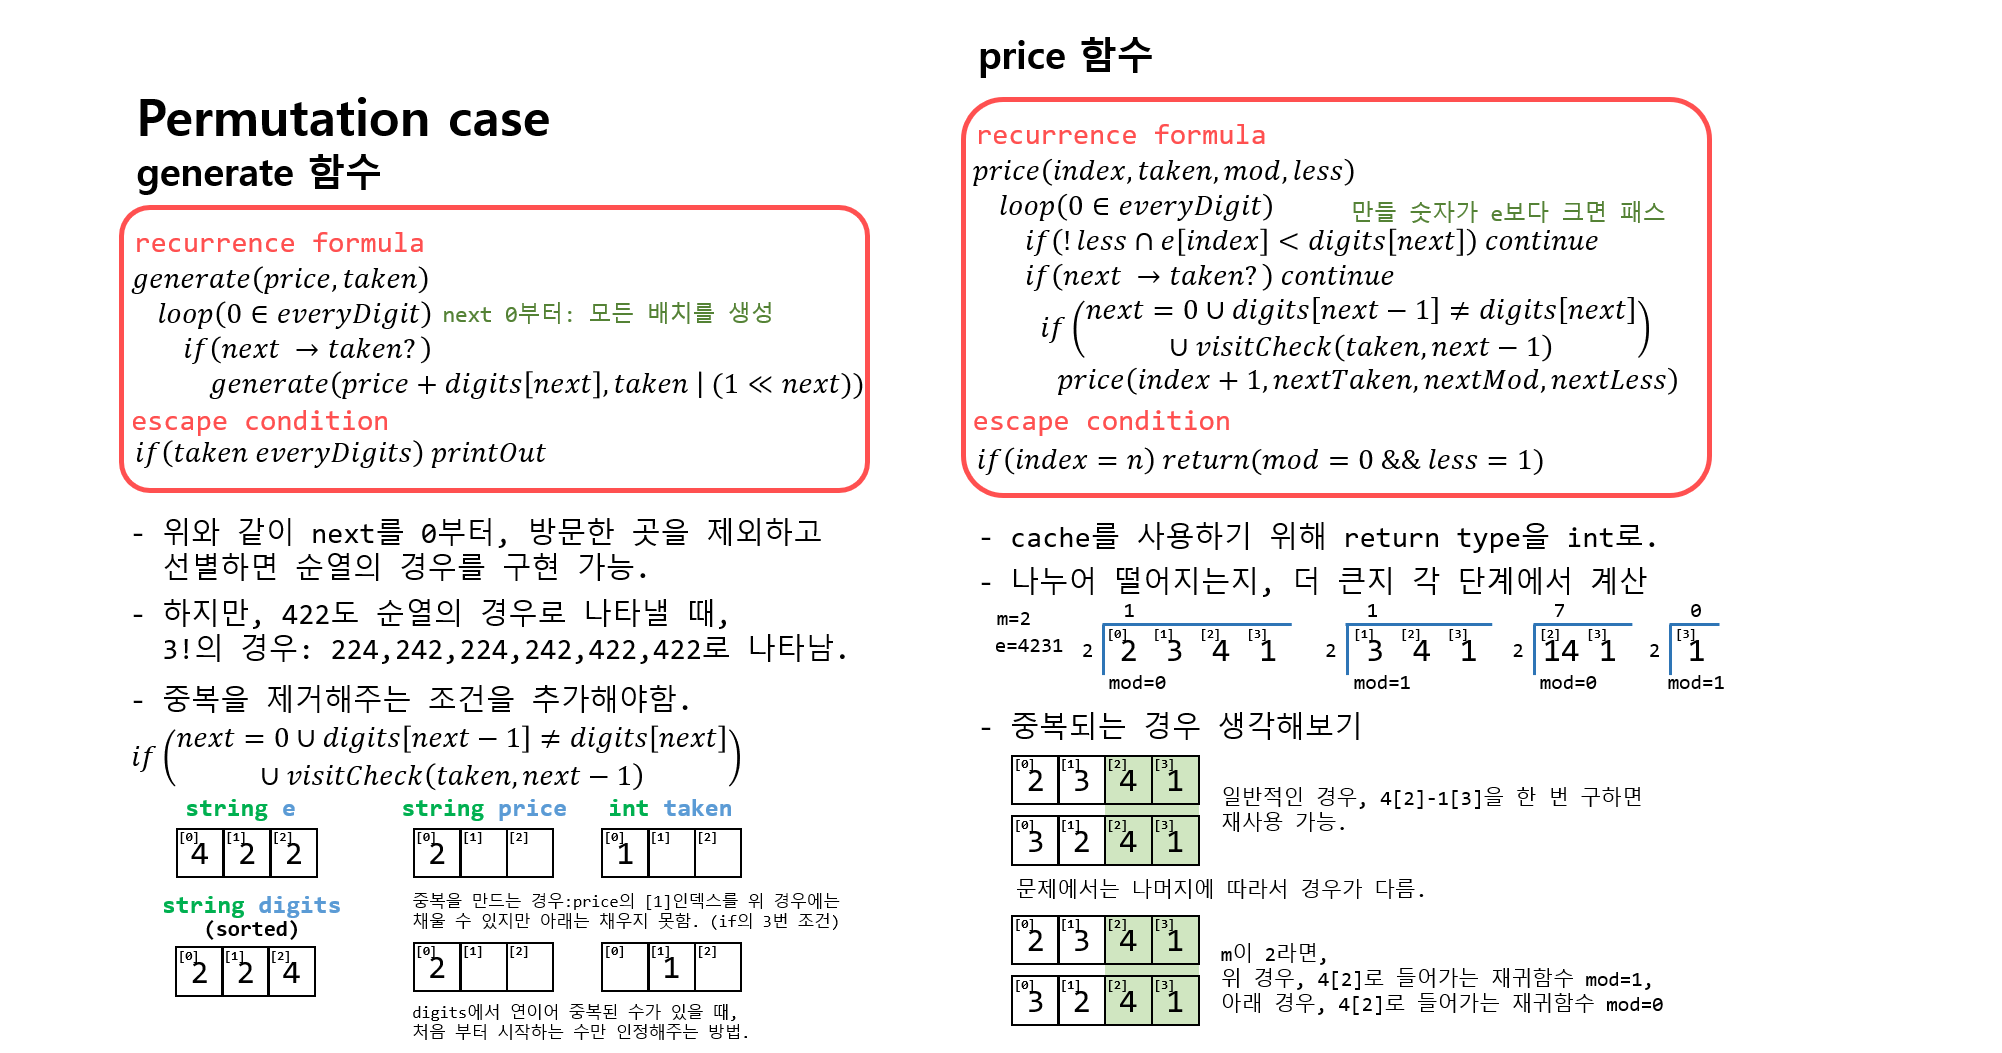 Permutation case
generate 함수
recurrence formula
generate(price, taken)
loop(0 ∈ everyDigit) next 0부터: 모든 배치를 생성
if(next → taken?)
generate(price + digits[next], taken | (1 ≪ next))
escape condition
if(taken everyDigits) printOut
- 위와 같이 next를 0부터, 방문한 곳을 제외하고
선별하면 순열의 경우를 구현 가능.
- 하지만, 422도 순열의 경우로 나타낼 때,
3!의 경우: 224,242,224,242,422,422로 나타남.
- 중복을 제거해주는 조건을 추가해야함.
if (next = 0 ∪ digits[next − 1] ≠ digits[next]
∪ visitCheck(taken, next − 1))
string e
[0] [1] [2]
4 2 2
string digits
(sorted)
[0] [1] [2]
2 2 4
string price
[0] [1] [2]
2
int taken
[0] [1] [2]
1
중복을 만드는 경우:price의 [1]인덱스를 위 경우에는
채울 수 있지만 아래는 채우지 못함. (if의 3번 조건)
[0] [1] [2]
2
[0] [1] [2]
1
digits에서 연이어 중복된 수가 있을 때,
처음 부터 시작하는 수만 인정해주는 방법.
price 함수
recurrence formula
price(index, taken, mod, less)
loop(0 ∈ everyDigit) 만들 숫자가 e보다 크면 패스
if(! less ∩ e[index] < digits[next]) continue
if(next → taken?) continue
if (next = 0 ∪ digits[next − 1] ≠ digits[next]
∪ visitCheck(taken, next − 1))
price(index + 1, nextTaken, nextMod, nextLess)
escape condition
if(index = n) return(mod = 0 && less = 1)
- cache를 사용하기 위해 return type을 int로.
- 나누어 떨어지는지, 더 큰지 각 단계에서 계산
m=2
e=4231
1
2
[0] [1] [2] [3]
2 3 4 1
mod=0
1
2
[1] [2] [3]
3 4 1
mod=1
7
2
[2] [3]
14 1
mod=0
0
2
[3]
1
mod=1
- 중복되는 경우 생각해보기
[0] [1] [2] [3]
2 3 4 1
[0] [1] [2] [3]
3 2 4 1
일반적인 경우, 4[2]-1[3]을 한 번 구하면
재사용 가능.
문제에서는 나머지에 따라서 경우가 다름.
[0] [1] [2] [3]
2 3 4 1
[0] [1] [2] [3]
3 2 4 1
m이 2라면,
위 경우, 4[2]로 들어가는 재귀함수 mod=1,
아래 경우, 4[2]로 들어가는 재귀함수 mod=0